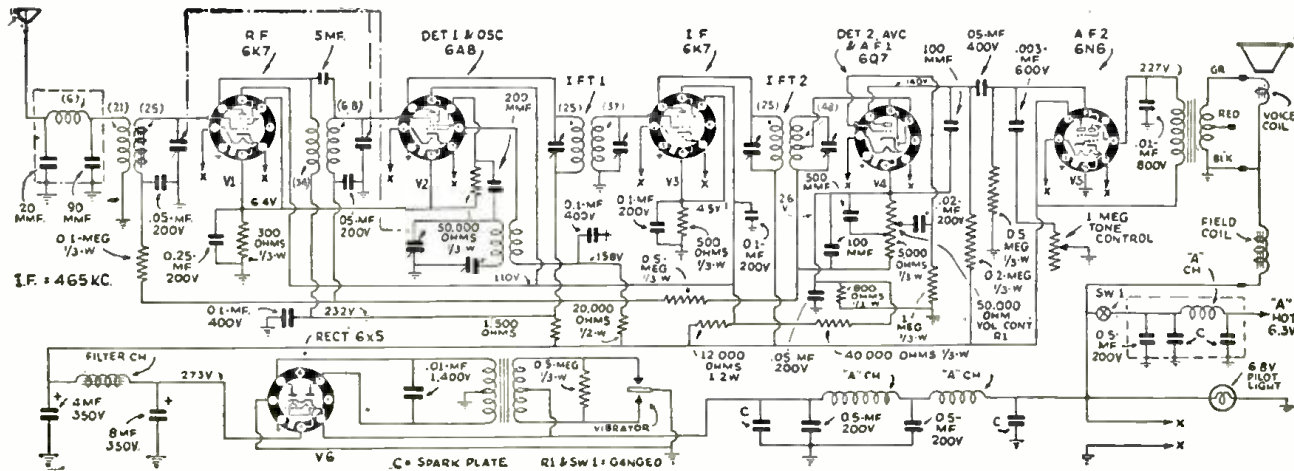 R F
6K7
5MF.
DET 1 & OSC
6A8
I F
6K7
DET 2, AVC
& A F 1
6Q7
100
MMF
.05-MF
400V
A F 2
6N6
.003-
MF
600V
227V
GR
RED
BLK
VOICE
COIL
(6)
(21)
(25)
(68)
200
MMF
I FT 1
(25)
(37)
I FT 2
(25)
(48)
140V
.01-
MF
800V
V1
(34)
V2
V3
V4
V5
20
MMF.
90
MMF
.05-MF.
200V
6.4V
.05-MF
200V
0.1-MF
400V
0.1-MF
200V
4.5V
500
MMF
26
V
.02-MF
200V
1 MEG
TONE
CONTROL
FIELD
COIL
0.1-MEG
1/3-W
0.25-
MF
200V
300
OHMS
1/3-W
50,000
OHMS
1/3-W
500
OHMS
1/3-W
0.1-
MF
200V
100
MMF
5000
OHMS
1/3-W
0.5
MEG
1/3-W
0.2-MEG
1/3-W
I.F. = 465 KC.
110V
158V
0.5-
MEG
1/3-W
800
OHMS
1/3-W
50,000
OHM
VOL CONT
R1
"A"
CH
SW 1
"A"
HOT
6.3V
0.1-MF
400V
232V
1,500
OHMS
20,000
OHMS
1/2-W
1-
MEG
1/3-W
0.5-
MF
200V
C
RECT 6X5
12,000
OHMS
1.2W
.05 MF
200V
40,000 OHMS 1/3-W
FILTER CH
273V
.01-MF
1,400V
0.5-MEG
1/3-W
"A" CH
"A" CH
6.8V
PILOT
LIGHT
4MF
350V
8MF
350V
VIBRATOR
C
0.5-MF
200V
0.5-
MF
200V
C
V6
C = SPARK PLATE
R1 & SW 1 = GANGED
X
X